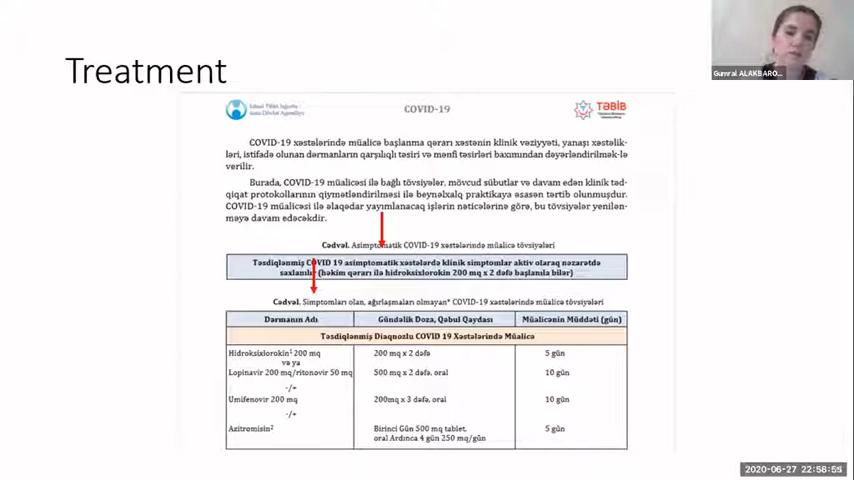 Gunral ALAKBARO...
Treatment
İcbari Tibbi Sığorta
üzrə Dövlət Agentliyi
COVID-19
TƏBİB
COVID-19 xəstələrində müalicə başlanma qərarı xəstənin klinik vəziyyəti, yanaşı xəstəlik-
ləri, istifadə olunan dərmanların qarşılıqlı təsiri və mənfi təsirləri baxımından dəyərləndirilmək-lə
verilir.
Burada, COVID-19 müalicəsi ilə bağlı tövsiyələr, mövcud sübutlar və davam edən klinik təd-
qiqat protokollarının qiymətləndirilməsi ilə beynəlxalq praktikaya əsasən tərtib olunmuşdur.
COVID-19 müalicəsi ilə əlaqədar yayımlanacaq işlərin nəticələrinə görə, bu tövsiyələr yenilən-
məyə davam edəcəkdir.
Cədvəl. Asimptomatik COVID-19 xəstələrində müalicə tövsiyələri
Təsdiqlənmiş COVID 19 asimptomatik xəstələrdə klinik simptomlar aktiv olaraq nəzarətdə
saxlanılır (həkim qərarı ilə hidroksixlorokin 200 mq x 2 dəfə başlanıla bilər)
Cədvəl. Simptomları olan, ağırlaşmaları olmayan* COVID-19 xəstələrində müalicə tövsiyələri
Dərmanın Adı Gündəlik Doza, Qəbul Qaydası Müalicənin Müddəti (gün)
Təsdiqlənmiş Diaqnozlu COVID 19 Xəstələrində Müalicə
Hidroksixlorokin¹ 200 mq 200 mq x 2 dəfə 5 gün
və ya
Lopinavir 200 mq/ritonovir 50 mq 500 mq x 2 dəfə, oral 10 gün
-/+
Umifenovir 200 mq 200mq x 3 dəfə, oral 10 gün
-/+
Azitromisin² Birinci Gün 500 mq tablet, 5 gün
oral Ardınca 4 gün 250 mq/gün
2020-06-27 22:58:55